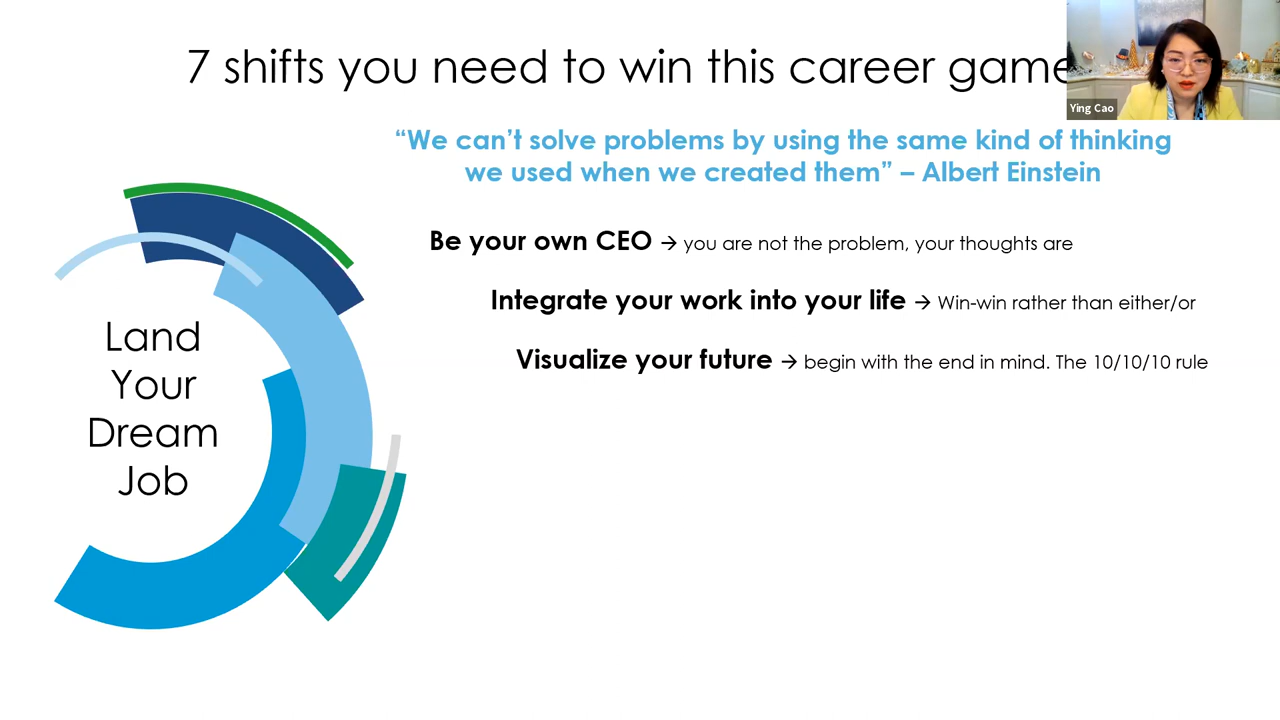 7 shifts you need to win this career game
Ying Cao
“We can’t solve problems by using the same kind of thinking
we used when we created them” – Albert Einstein
Be your own CEO → you are not the problem, your thoughts are
Integrate your work into your life → Win-win rather than either/or
Visualize your future → begin with the end in mind. The 10/10/10 rule
Land
Your
Dream
Job